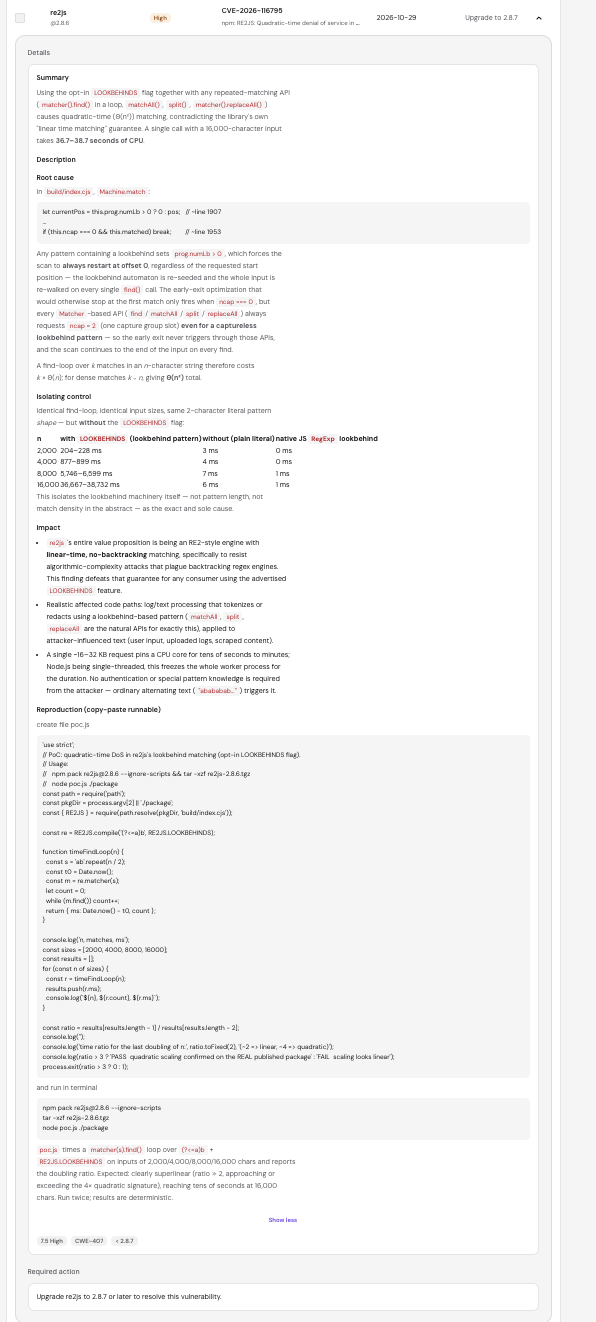 re2js
@2.8.6
High
CVE-2026-116795
npm: RE2JS: Quadratic-time denial of service in ...
2026-10-29
Upgrade to 2.8.7
Details
Summary
Using the opt-in LOOKBEHINDS flag together with any repeated-matching API
( matcher().find() in a loop, matchAll() , split() , matcher().replaceAll() )
causes quadratic-time (Θ(n²)) matching, contradicting the library's own
"linear time matching" guarantee. A single call with a 16,000-character input
takes 36.7–38.7 seconds of CPU.
Description
Root cause
In build/index.cjs , Machine.match :
let currentPos = this.prog.numLb > 0 ? 0 : pos; // ~line 1907
...
if (this.ncap === 0 && this.matched) break; // ~line 1953
Any pattern containing a lookbehind sets prog.numLb > 0 , which forces the
scan to always restart at offset 0, regardless of the requested start
position — the lookbehind automaton is re-seeded and the whole input is
re-walked on every single find() call. The early-exit optimization that
would otherwise stop at the first match only fires when ncap === 0 , but
every Matcher -based API ( find / matchAll / split / replaceAll ) always
requests ncap = 2 (one capture group slot) even for a captureless
lookbehind pattern — so the early exit never triggers through those APIs,
and the scan continues to the end of the input on every find.
A find-loop over k matches in an n-character string therefore costs
k × Θ(n); for dense matches k ~ n, giving Θ(n²) total.
Isolating control
Identical find-loop, identical input sizes, same 2-character literal pattern
shape — but without the LOOKBEHINDS flag:
n with LOOKBEHINDS (lookbehind pattern) without (plain literal) native JS RegExp lookbehind
2,000 204–228 ms 3 ms 0 ms
4,000 877–899 ms 4 ms 0 ms
8,000 5,746–6,599 ms 7 ms 1 ms
16,000 36,667–38,732 ms 6 ms 1 ms
This isolates the lookbehind machinery itself — not pattern length, not
match density in the abstract — as the exact and sole cause.
Impact
• re2js 's entire value proposition is being an RE2-style engine with
linear-time, no-backtracking matching, specifically to resist
algorithmic-complexity attacks that plague backtracking regex engines.
This finding defeats that guarantee for any consumer using the advertised
LOOKBEHINDS feature.
• Realistic affected code paths: log/text processing that tokenizes or
redacts using a lookbehind-based pattern ( matchAll , split ,
replaceAll are the natural APIs for exactly this), applied to
attacker-influenced text (user input, uploaded logs, scraped content).
• A single ~16–32 KB request pins a CPU core for tens of seconds to minutes;
Node.js being single-threaded, this freezes the whole worker process for
the duration. No authentication or special pattern knowledge is required
from the attacker — ordinary alternating text ( "abababab..." ) triggers it.
Reproduction (copy-paste runnable)
create file poc.js
'use strict';
// PoC: quadratic-time DoS in re2js's lookbehind matching (opt-in LOOKBEHINDS flag).
// Usage:
// npm pack re2js@2.8.6 --ignore-scripts && tar -xzf re2js-2.8.6.tgz
// node poc.js ./package
const path = require('path');
const pkgDir = process.argv[2] || './package';
const { RE2JS } = require(path.resolve(pkgDir, 'build/index.cjs'));
const re = RE2JS.compile('(?<=a)b', RE2JS.LOOKBEHINDS);
function timeFindLoop(n) {
const s = 'ab'.repeat(n / 2);
const t0 = Date.now();
const m = re.matcher(s);
let count = 0;
while (m.find()) count++;
return { ms: Date.now() - t0, count };
}
console.log('n, matches, ms');
const sizes = [2000, 4000, 8000, 16000];
const results = [];
for (const n of sizes) {
const r = timeFindLoop(n);
results.push(r.ms);
console.log(`${n}, ${r.count}, ${r.ms}`);
}
const ratio = results[results.length - 1] / results[results.length - 2];
console.log('');
console.log('time ratio for the last doubling of n:', ratio.toFixed(2), '(~2 => linear, ~4 => quadratic)');
console.log(ratio > 3 ? 'PASS quadratic scaling confirmed on the REAL published package' : 'FAIL scaling looks linear');
process.exit(ratio > 3 ? 0 : 1);
and run in terminal
npm pack re2js@2.8.6 --ignore-scripts
tar -xzf re2js-2.8.6.tgz
node poc.js ./package
poc.js times a matcher(s).find() loop over (?<=a)b +
RE2JS.LOOKBEHINDS on inputs of 2,000/4,000/8,000/16,000 chars and reports
the doubling ratio. Expected: clearly superlinear (ratio » 2, approaching or
exceeding the 4× quadratic signature), reaching tens of seconds at 16,000
chars. Run twice; results are deterministic.
Show less
7.5 High
CWE-407
< 2.8.7
Required action
Upgrade re2js to 2.8.7 or later to resolve this vulnerability.